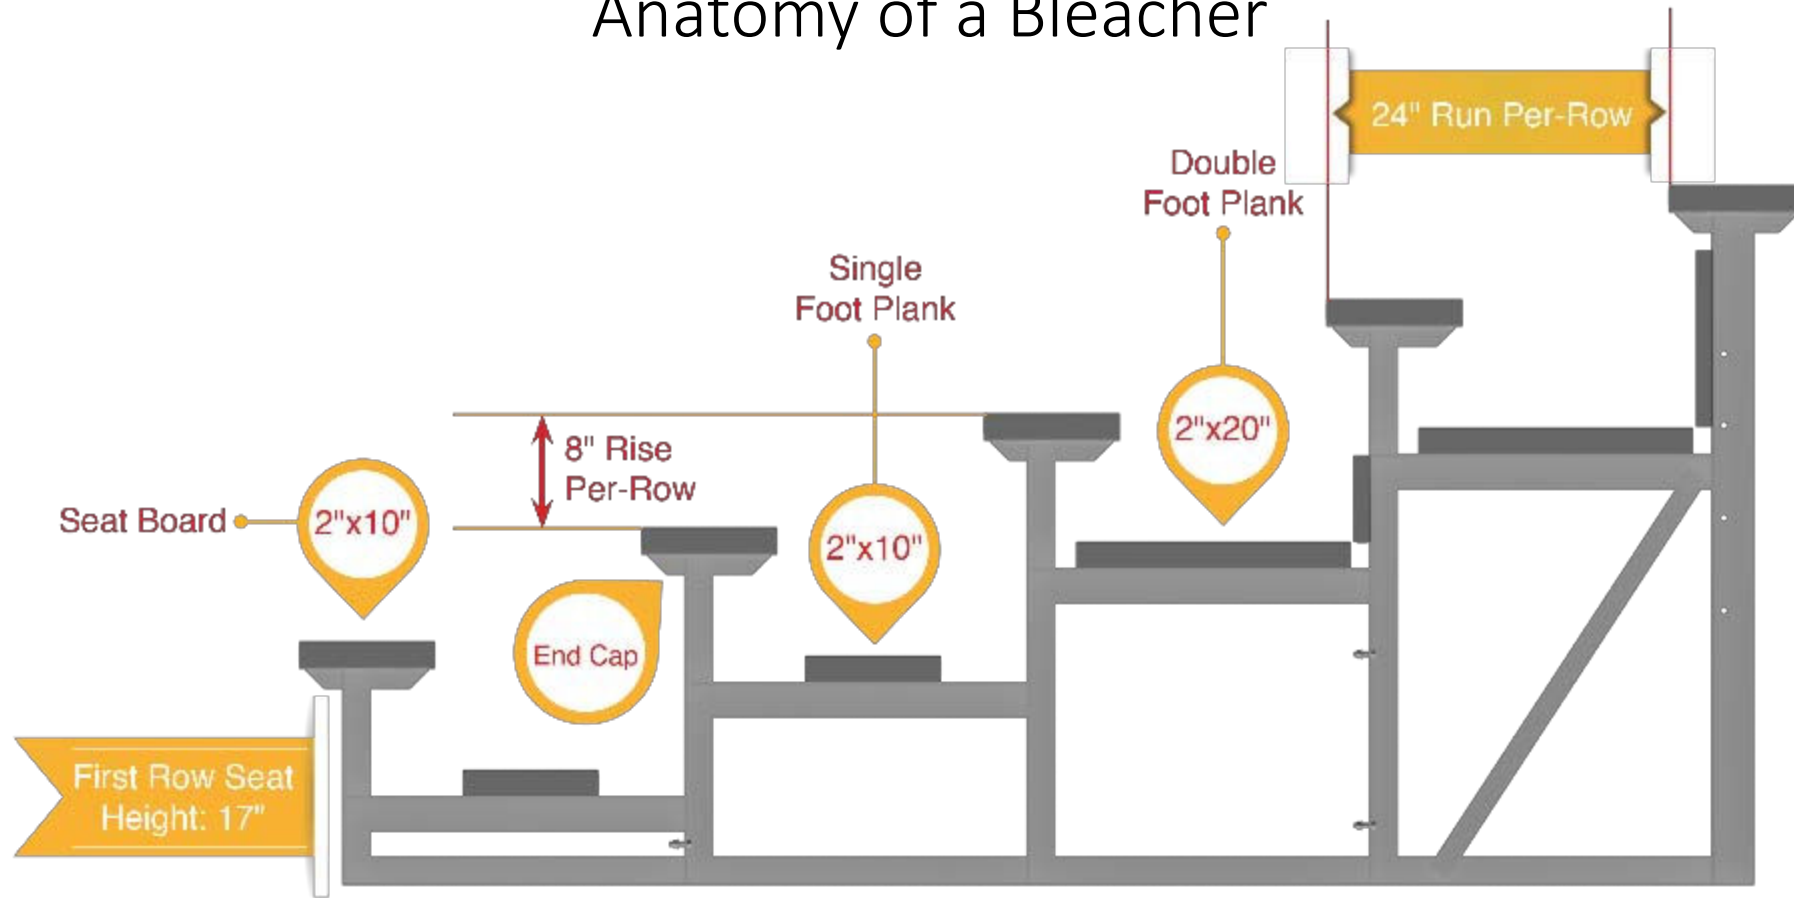 Anatomy of a Bleacher
24" Run Per-Row
Double
Foot Plank
Single
Foot Plank
2"x20"
8" Rise
Per-Row
Seat Board
2"x10"
2"x10"
End Cap
First Row Seat
Height: 17"